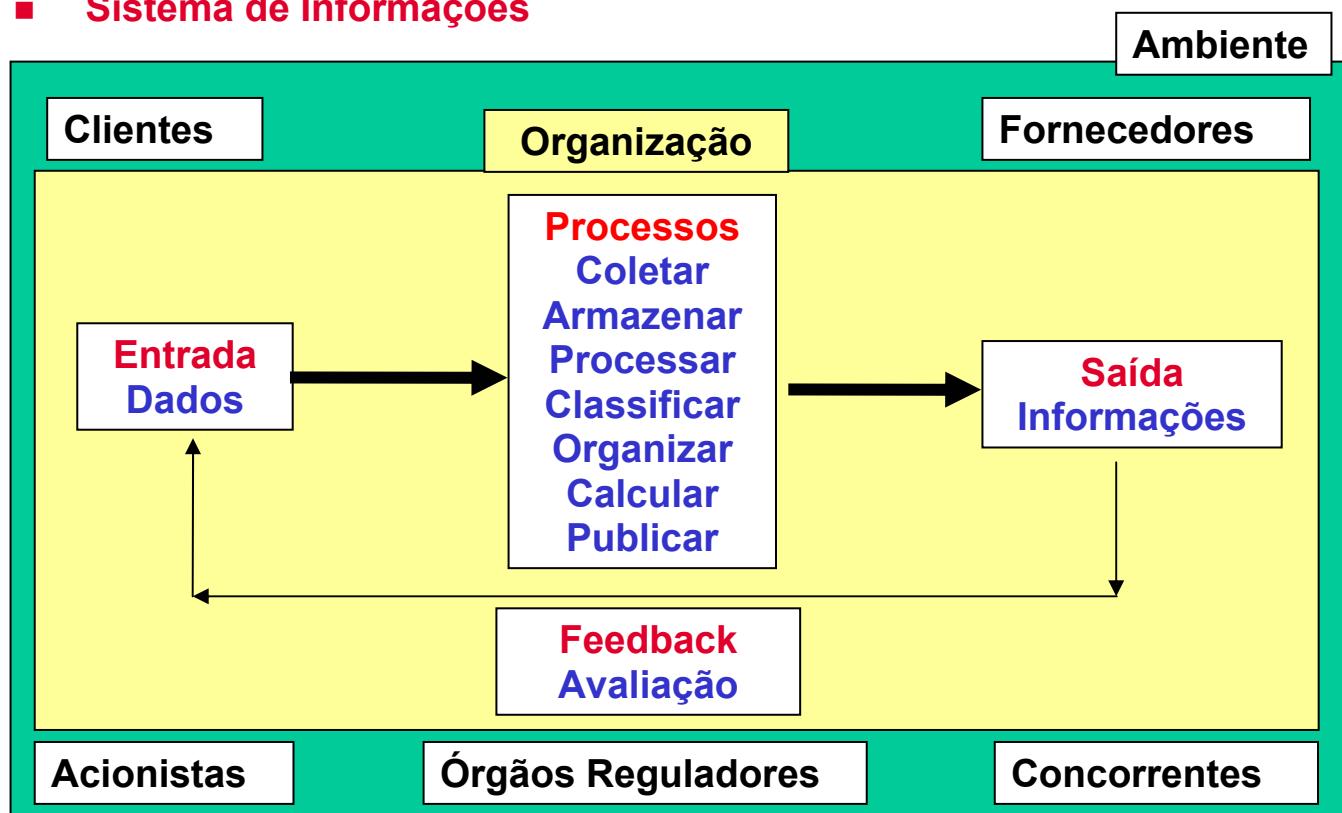 Sistema de Informações
Ambiente
Clientes
Organização
Fornecedores
Processos
Coletar
Armazenar
Processar
Classificar
Organizar
Calcular
Publicar
Entrada
Dados
Saída
Informações
Feedback
Avaliação
Acionistas
Órgãos Reguladores
Concorrentes